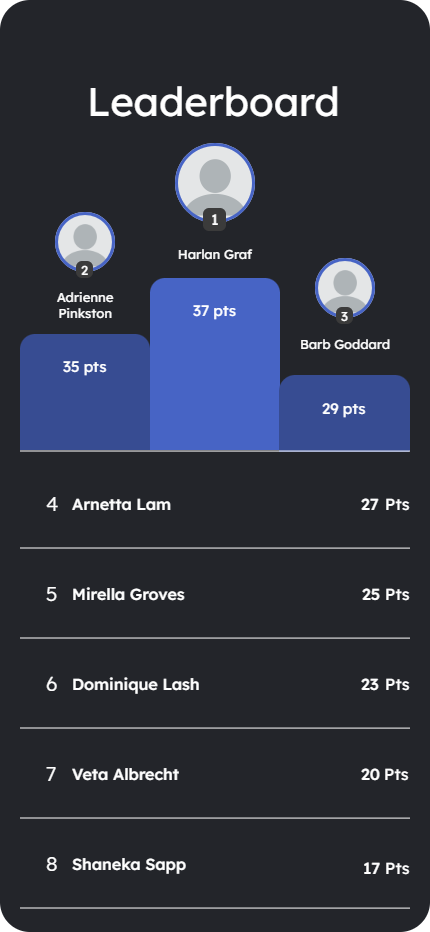 Leaderboard
1
Harlan Graf
37 pts
2
Adrienne
Pinkston
35 pts
3
Barb Goddard
29 pts
4 Arnetta Lam 27 Pts
5 Mirella Groves 25 Pts
6 Dominique Lash 23 Pts
7 Veta Albrecht 20 Pts
8 Shaneka Sapp 17 Pts